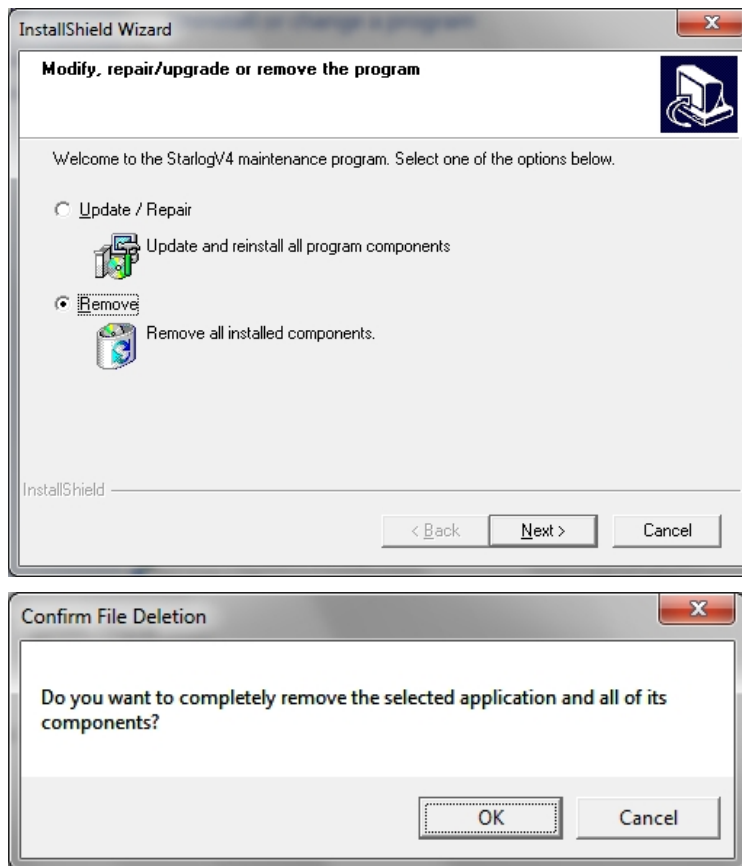 InstallShield Wizard
Modify, repair/upgrade or remove the program
Welcome to the StarlogV4 maintenance program. Select one of the options below.
Update / Repair
Update and reinstall all program components
Remove
Remove all installed components.
InstallShield
< Back Next > Cancel
Confirm File Deletion
Do you want to completely remove the selected application and all of its
components?
OK Cancel